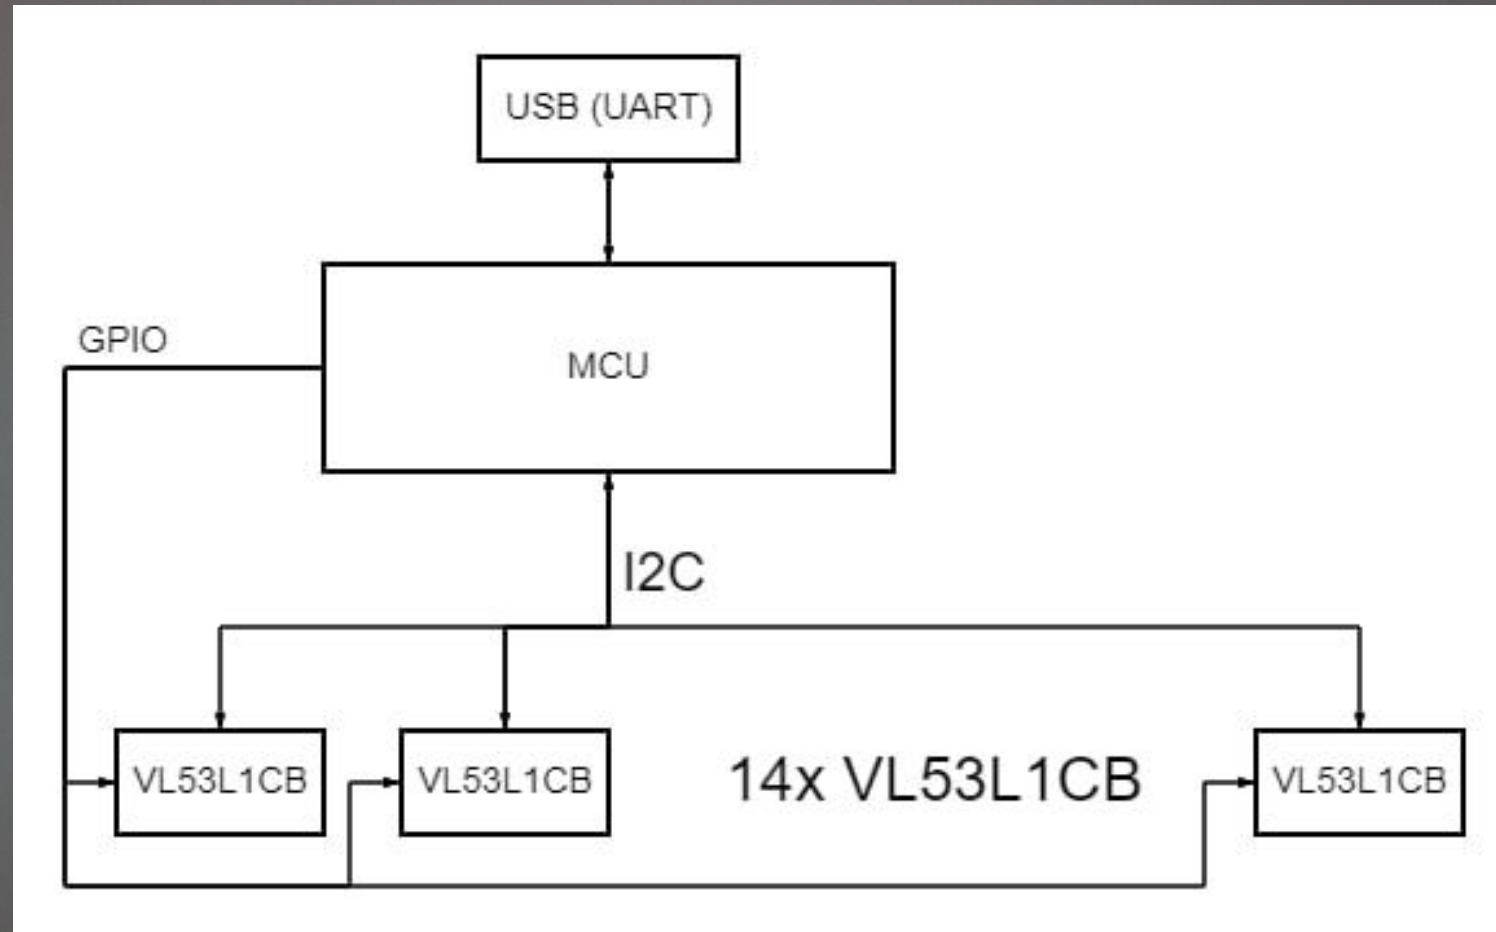 USB (UART)
GPIO
MCU
I2C
VL53L1CB
VL53L1CB
14x VL53L1CB
VL53L1CB